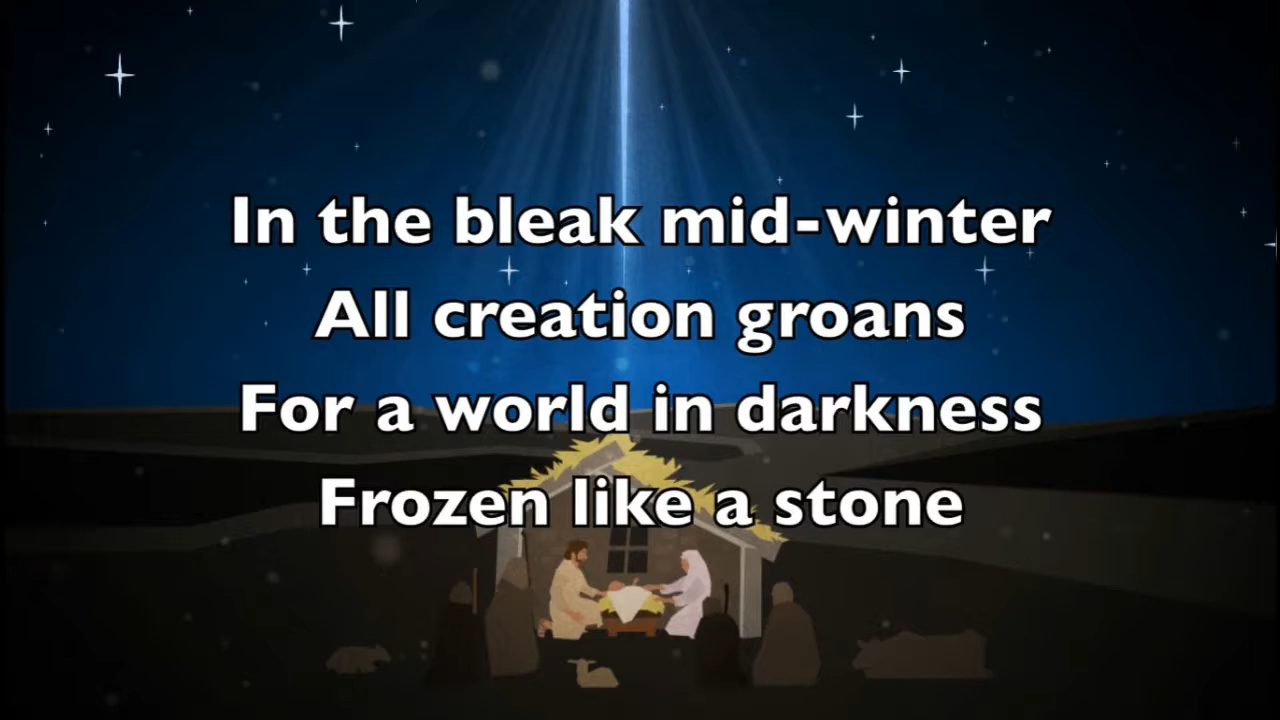 In the bleak mid-winter
All creation groans
For a world in darkness
Frozen like a stone